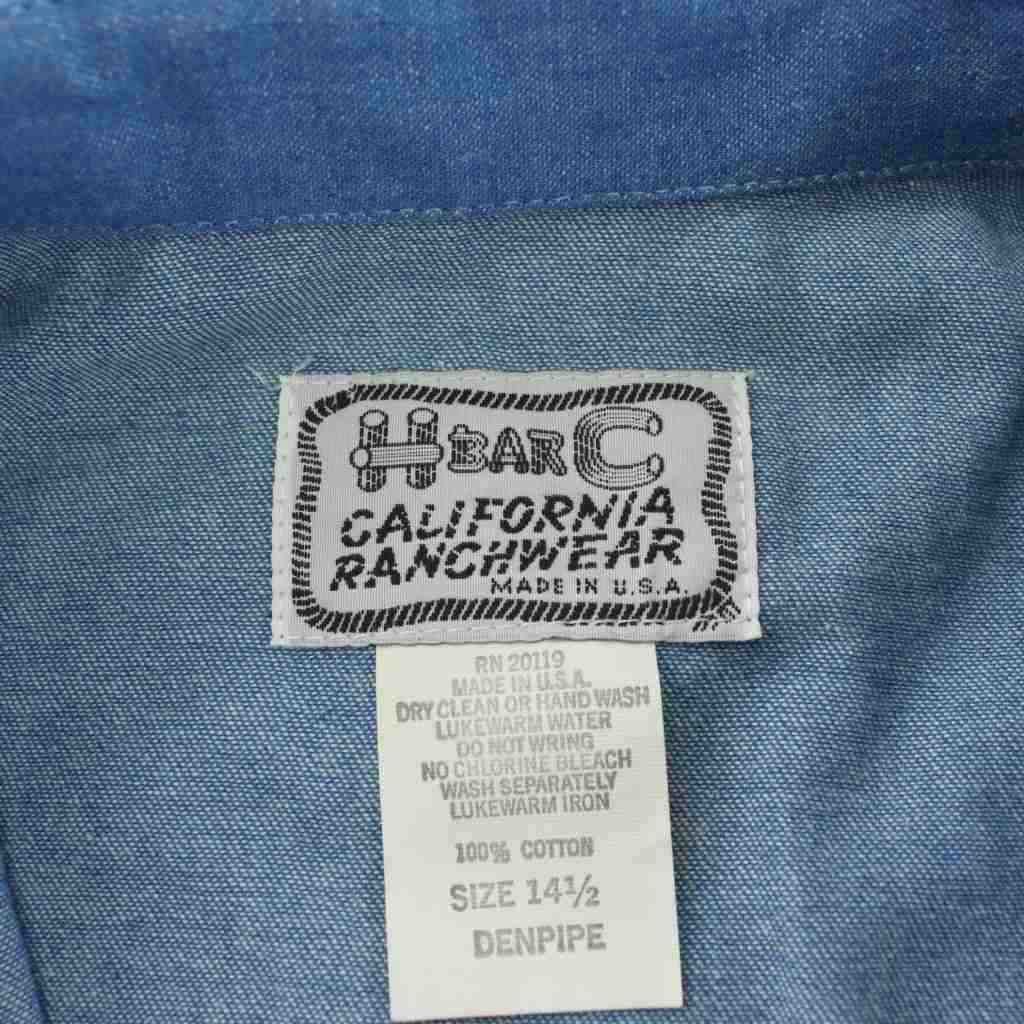 H BAR C
CALIFORNIA
RANCHWEAR
MADE IN U.S.A.
RN 20119
MADE IN U.S.A.
DRY CLEAN OR HAND WASH
LUKEWARM WATER
DO NOT WRING
NO CHLORINE BLEACH
WASH SEPARATELY
LUKEWARM IRON
100% COTTON
SIZE 14½
DENPIPE